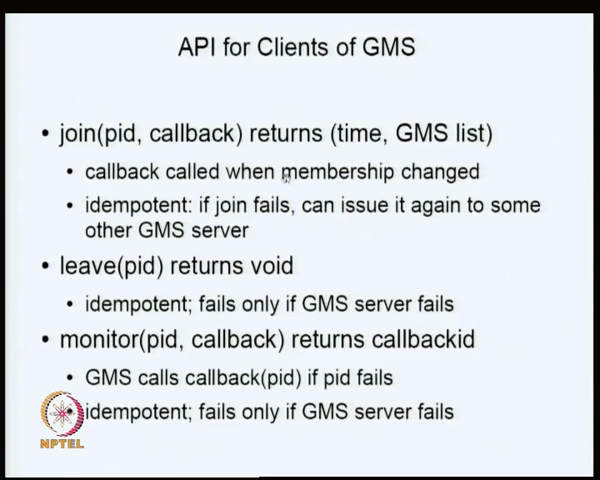 API for Clients of GMS
• join(pid, callback) returns (time, GMS list)
• callback called when membership changed
• idempotent: if join fails, can issue it again to some
other GMS server
• leave(pid) returns void
• idempotent; fails only if GMS server fails
• monitor(pid, callback) returns callbackid
• GMS calls callback(pid) if pid fails
idempotent; fails only if GMS server fails
NPTEL